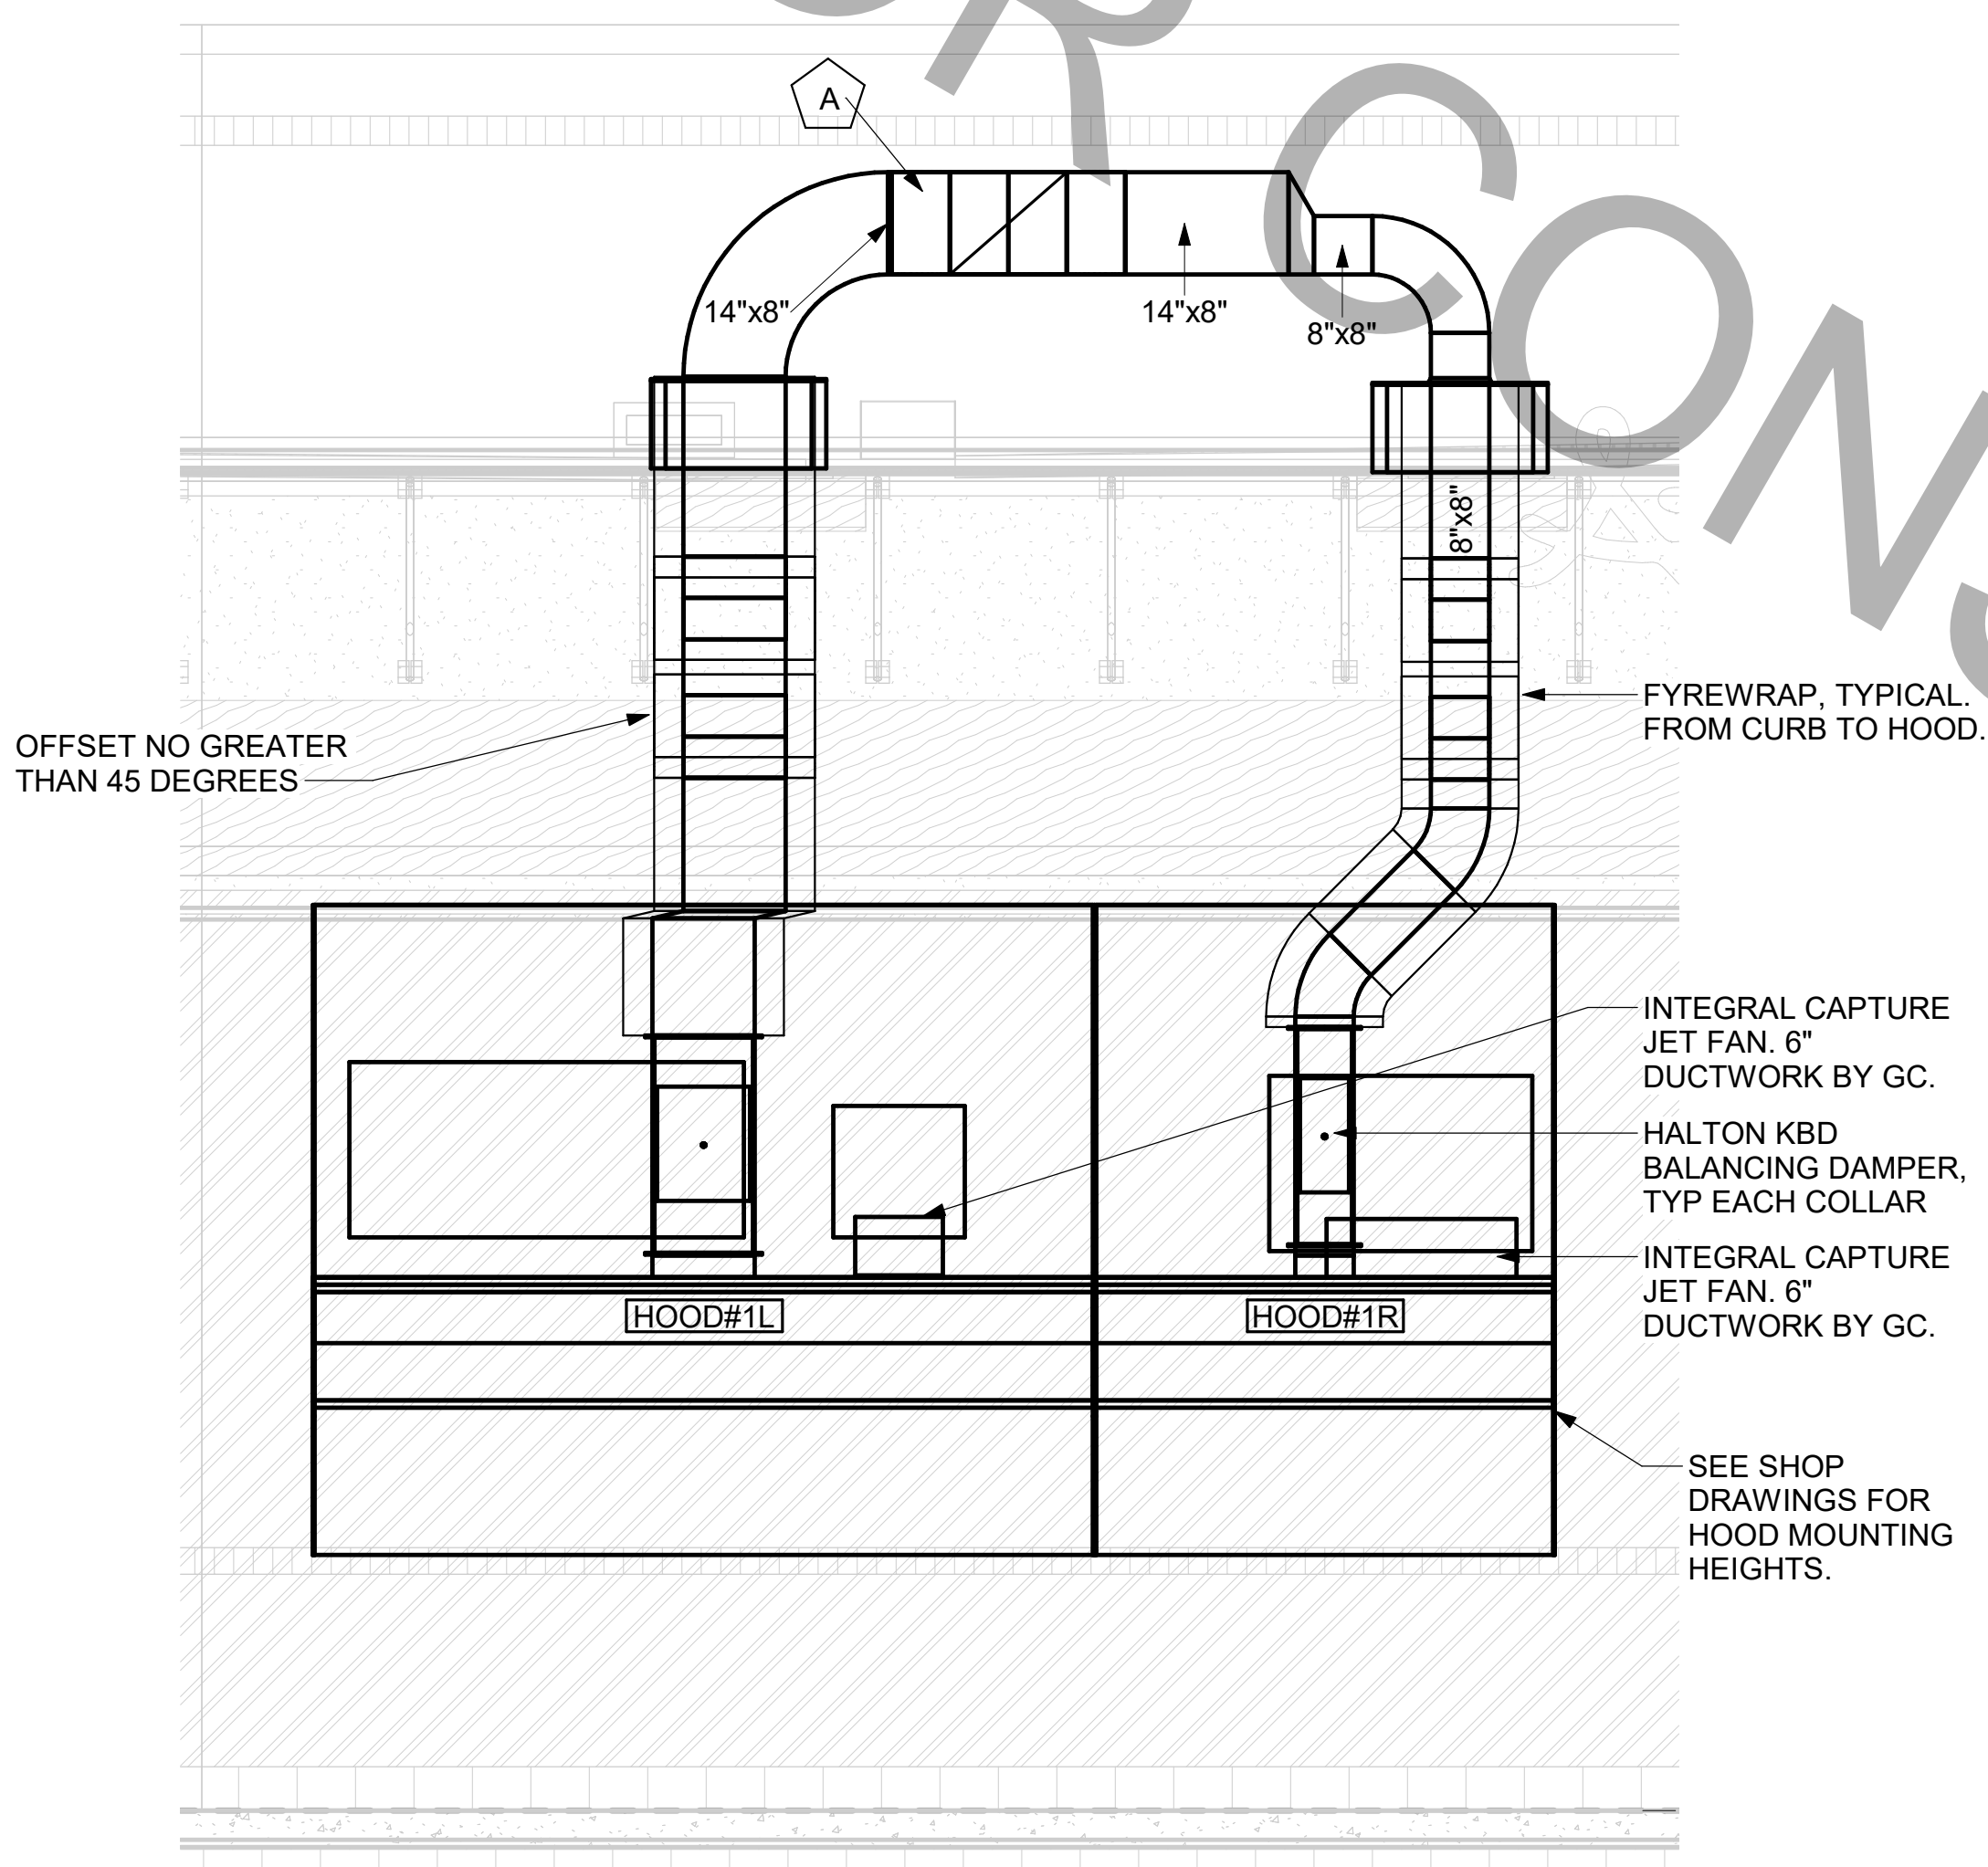 R CONS
A
14"x8"
14"x8"
8"x8"
8"x8"
FYREWRAP, TYPICAL.
FROM CURB TO HOOD.
OFFSET NO GREATER
THAN 45 DEGREES
INTEGRAL CAPTURE
JET FAN. 6"
DUCTWORK BY GC.
HALTON KBD
BALANCING DAMPER,
TYP EACH COLLAR
INTEGRAL CAPTURE
JET FAN. 6"
DUCTWORK BY GC.
HOOD#1L
HOOD#1R
SEE SHOP
DRAWINGS FOR
HOOD MOUNTING
HEIGHTS.